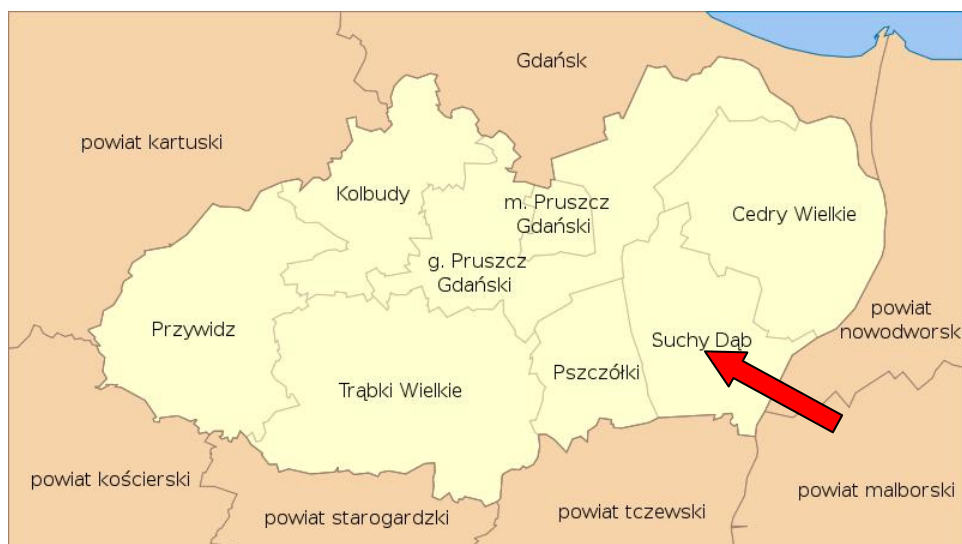 Gdańsk
powiat kartuski
Kolbudy
m. Pruszcz
Gdański
Cedry Wielkie
g. Pruszcz
Gdański
powiat
nowodworsk
Przywidz
Suchy Dąb
Pszczółki
Trąbki Wielkie
powiat kościerski
powiat malborski
powiat starogardzki
powiat tczewski